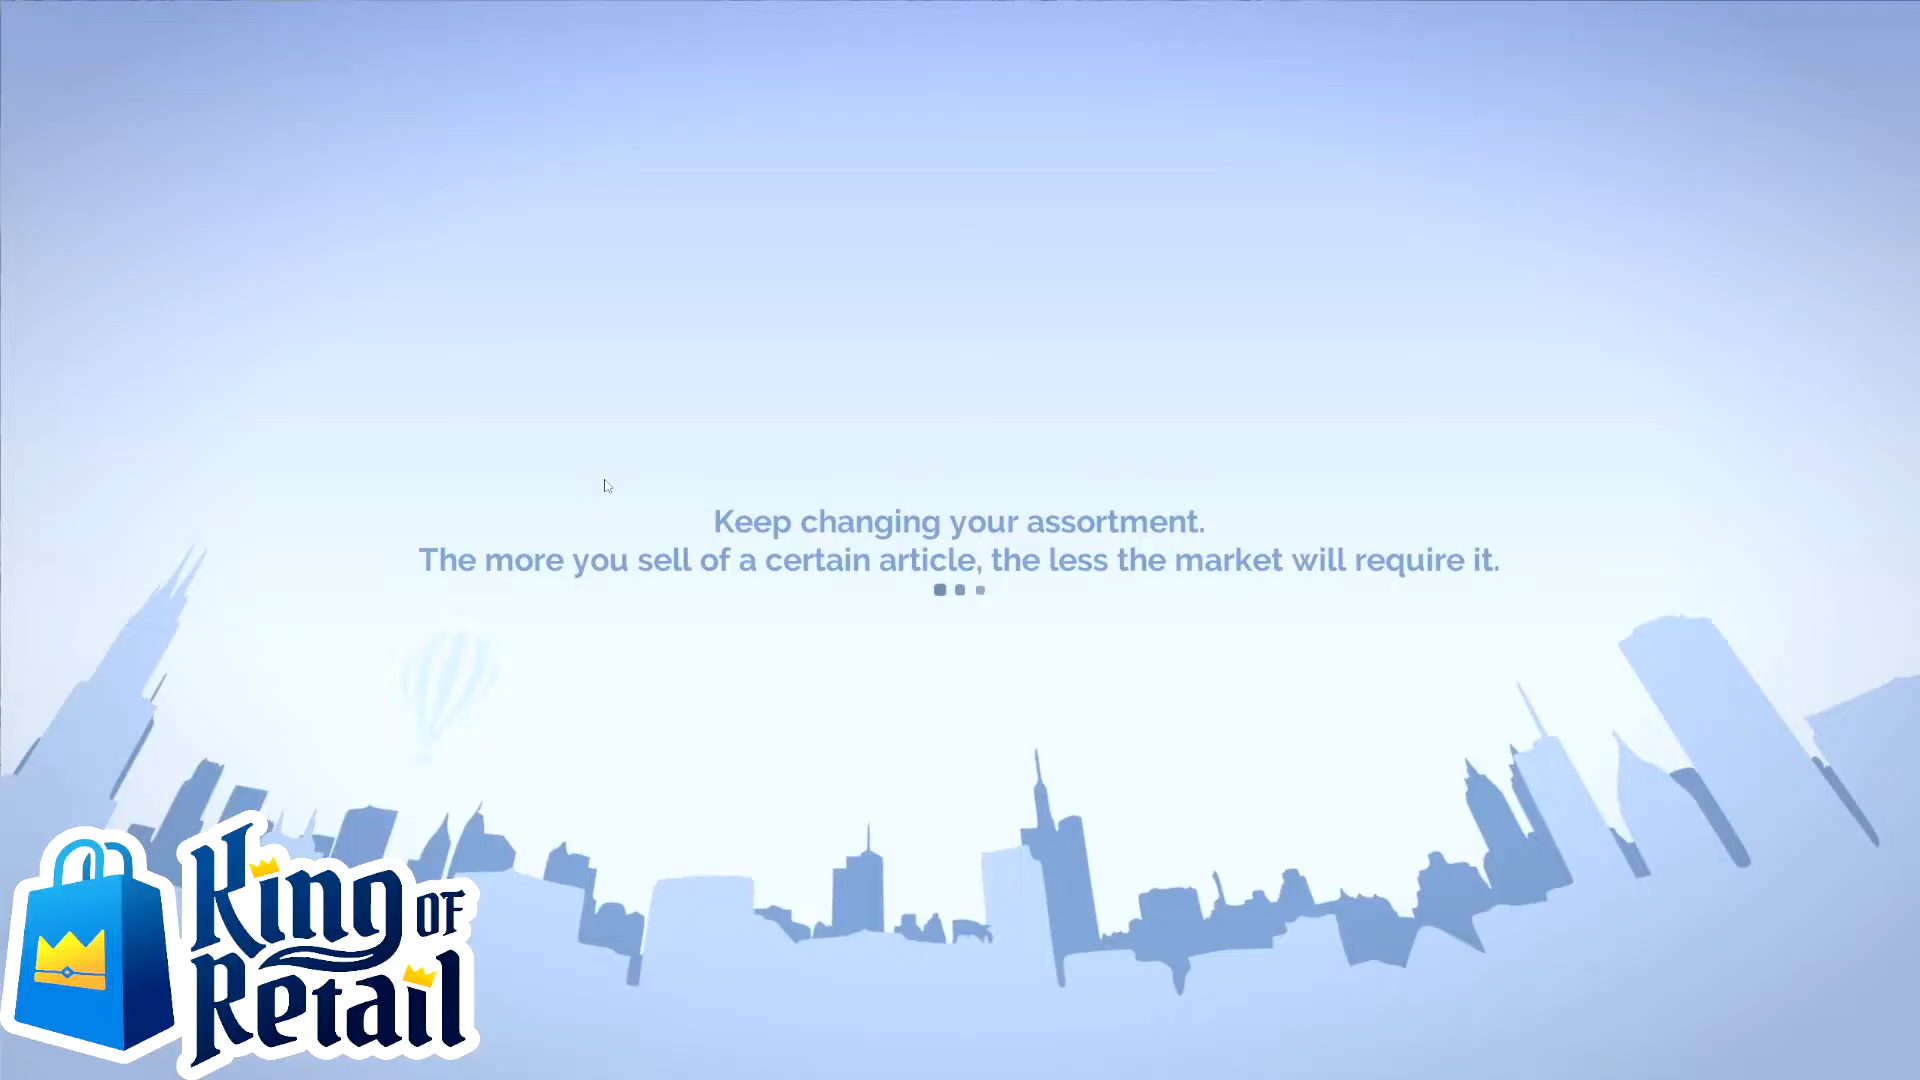 Keep changing your assortment.
The more you sell of a certain article, the less the market will require it.
King OF
Retail